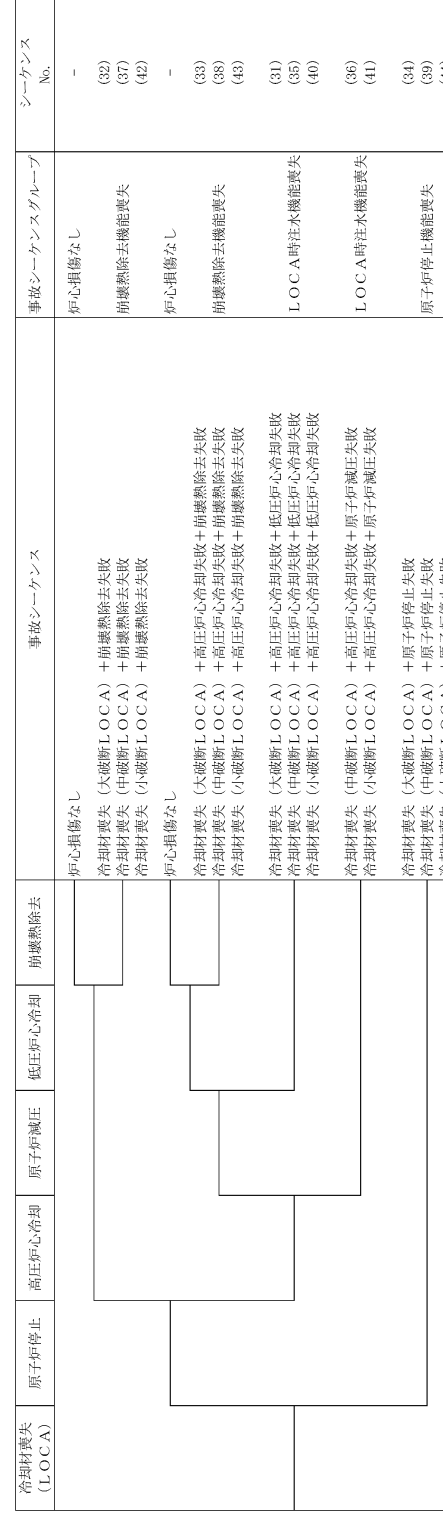 冷却材喪失
(LOCA)
原子炉停止
高圧炉心冷却
原子炉減圧
低圧炉心冷却
崩壊熱除去
事故シーケンス
事故シーケンスグループ
シーケンス
No.
炉心損傷なし
炉心損傷なし
－
冷却材喪失（大破断ＬＯＣＡ）＋崩壊熱除去失敗
(32)
冷却材喪失（中破断ＬＯＣＡ）＋崩壊熱除去失敗
崩壊熱除去機能喪失
(37)
冷却材喪失（小破断ＬＯＣＡ）＋崩壊熱除去失敗
(42)
炉心損傷なし
炉心損傷なし
－
冷却材喪失（大破断ＬＯＣＡ）＋高圧炉心冷却失敗＋崩壊熱除去失敗
(33)
冷却材喪失（中破断ＬＯＣＡ）＋高圧炉心冷却失敗＋崩壊熱除去失敗
崩壊熱除去機能喪失
(38)
冷却材喪失（小破断ＬＯＣＡ）＋高圧炉心冷却失敗＋崩壊熱除去失敗
(43)
冷却材喪失（大破断ＬＯＣＡ）＋高圧炉心冷却失敗＋低圧炉心冷却失敗
(31)
冷却材喪失（中破断ＬＯＣＡ）＋高圧炉心冷却失敗＋低圧炉心冷却失敗
ＬＯＣＡ時注水機能喪失
(35)
冷却材喪失（小破断ＬＯＣＡ）＋高圧炉心冷却失敗＋低圧炉心冷却失敗
(40)
冷却材喪失（中破断ＬＯＣＡ）＋高圧炉心冷却失敗＋原子炉減圧失敗
ＬＯＣＡ時注水機能喪失
(36)
冷却材喪失（小破断ＬＯＣＡ）＋高圧炉心冷却失敗＋原子炉減圧失敗
(41)
冷却材喪失（大破断ＬＯＣＡ）＋原子炉停止失敗
(34)
冷却材喪失（中破断ＬＯＣＡ）＋原子炉停止失敗
原子炉停止機能喪失
(39)